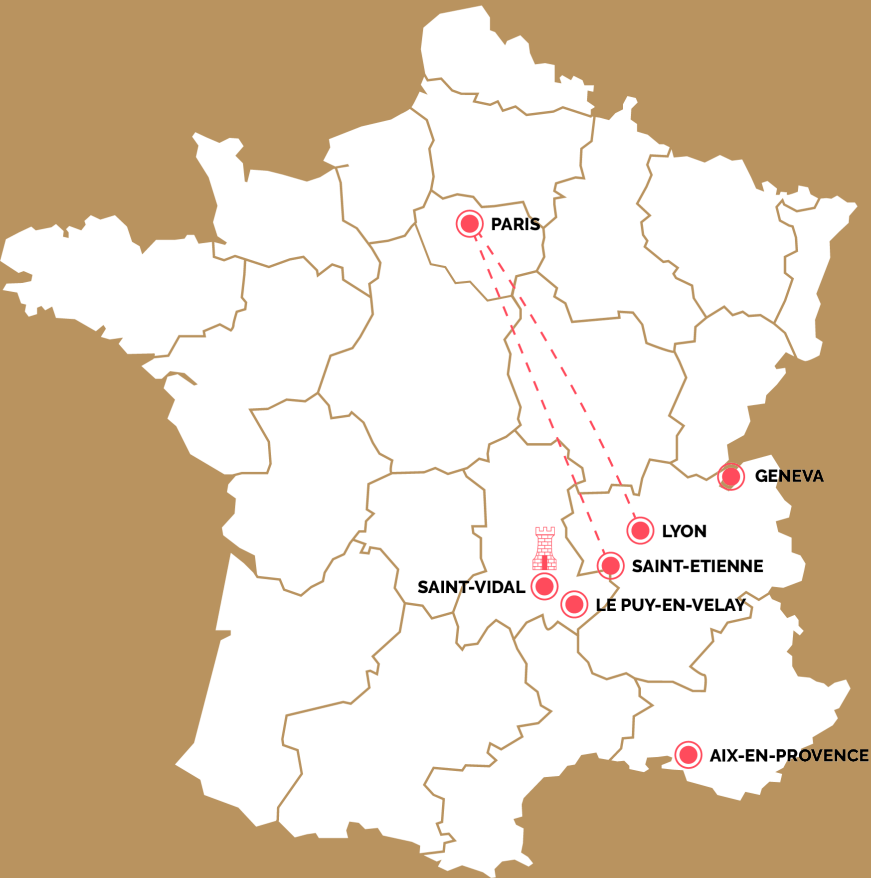 PARIS
GENEVA
LYON
SAINT-ETIENNE
SAINT-VIDAL
LE PUY-EN-VELAY
AIX-EN-PROVENCE